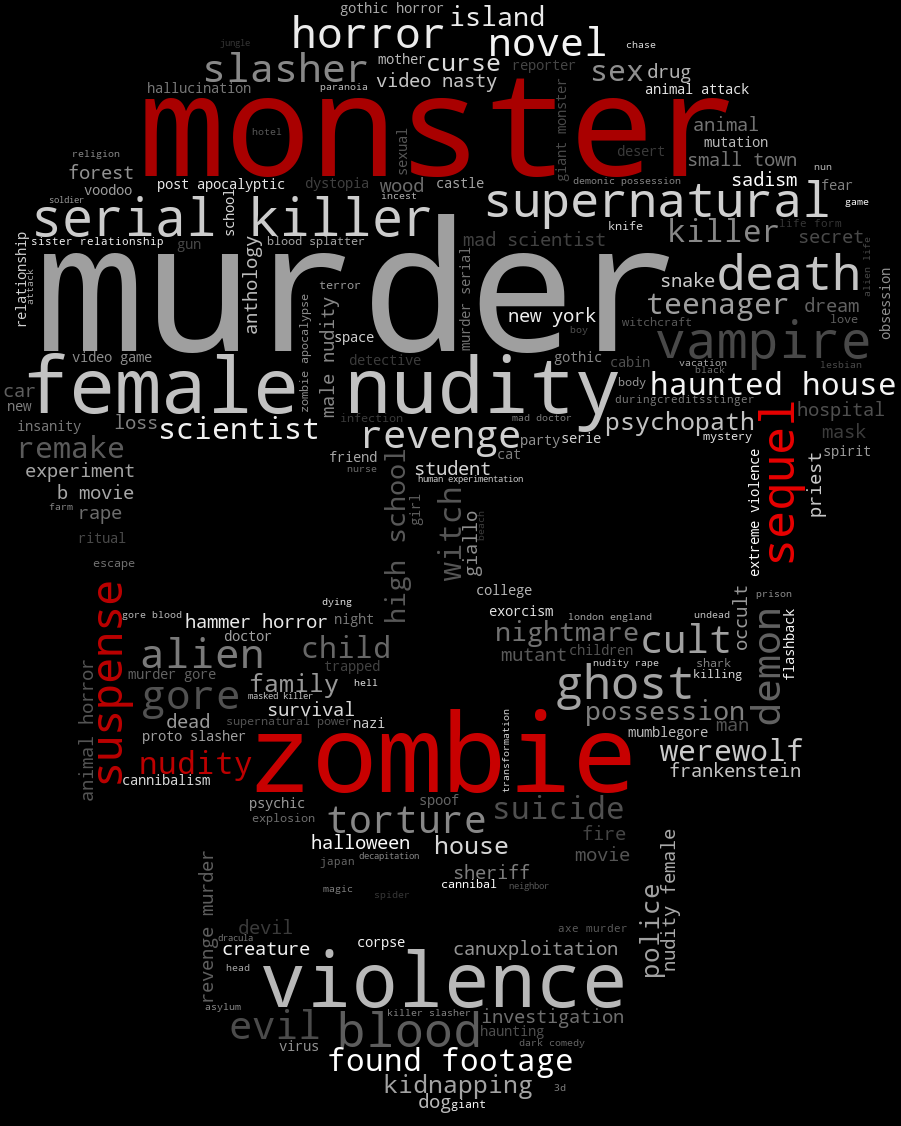 gothic horror
island
horror
novel
jungle
chase
slasher
mother
curse
reporter
sex
drug
hallucination
paranoia
video nasty
animal attack
monster
giant monster
hotel
sexual
animal
mutation
desert
small town
religion
forest
voodoo
post apocalyptic
dystopia
wood
incest
castle
demonic possession
sadism
nun
fear
game
soldier
school
serial killer
supernatural
knife
life form
killer
secret
sister relationship
relationship
attack
gun
anthology
blood splatter
mad scientist
murder
murder serial
death
snake
alien life
obsession
terror
teenager
dream
zombie apocalypse
male nudity
space
new york
boy
witchcraft
love
vampire
video game
detective
gothic
cabin
vacation
black
lesbian
female nudity
body
haunted house
car
new
duringcreditsstinger
insanity
loss
scientist
infection
mad doctor
psychopath
hospital
revenge
party
serie
mystery
mask
sequel
remake
friend
cat
spirit
experiment
nurse
student
extreme violence
priest
b movie
human experimentation
farm
rape
high school
girl
witch
giallo
beach
ritual
escape
college
prison
suspense
gore blood
dying
hammer horror
night
exorcism
london england
undead
occult
demon
flashback
doctor
nightmare
cult
alien
child
mutant
children
animal horror
murder gore
trapped
nudity rape
shark
killing
gore
family
masked killer
hell
ghost
survival
possession
dead
supernatural power
nazi
man
proto slasher
zombie
transformation
mumblegore
nudity
werewolf
cannibalism
frankenstein
psychic
spoof
suicide
explosion
torture
fire
halloween
house
movie
japan
decapitation
sheriff
revenge murder
magic
spider
cannibal
neighbor
police
nudity female
devil
axe murder
dracula
creature
corpse
canuxploitation
head
violence
asylum
killer slasher
investigation
evil
blood
haunting
virus
dark comedy
found footage
kidnapping
3d
dog
giant